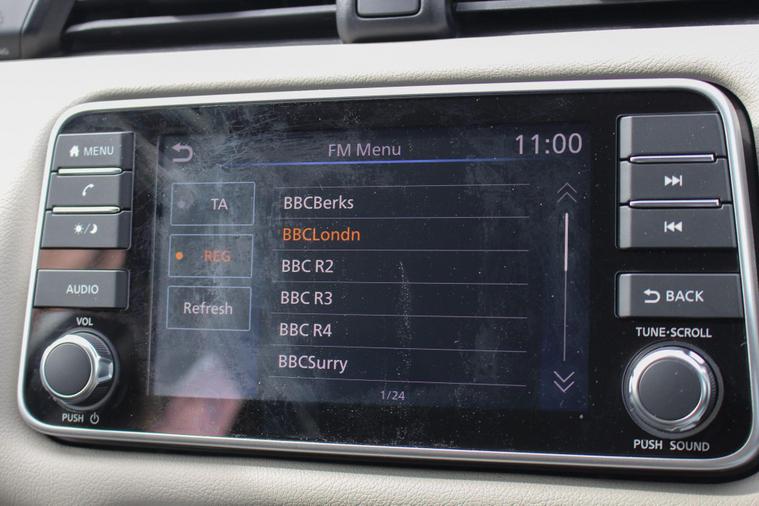 MENU
AUDIO
VOL
PUSH
FM Menu
11:00
TA
REG
Refresh
BBCBerks
BBCLondn
BBC R2
BBC R3
BBC R4
BBCSurry
1/24
BACK
TUNE•SCROLL
PUSH SOUND